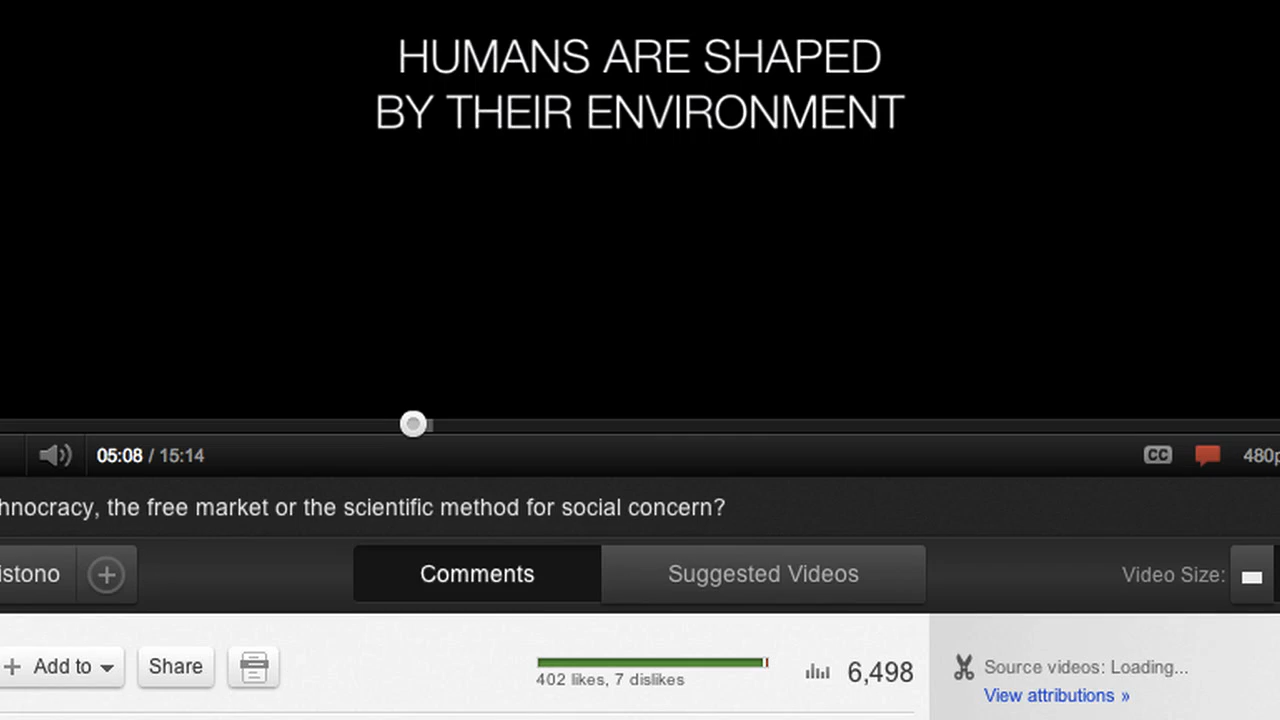 HUMANS ARE SHAPED
BY THEIR ENVIRONMENT
05:08 / 15:14
CC
480p
hnocracy, the free market or the scientific method for social concern?
istono
Comments
Suggested Videos
Video Size:
Add to
Share
402 likes, 7 dislikes
6,498
Source videos: Loading...
View attributions »